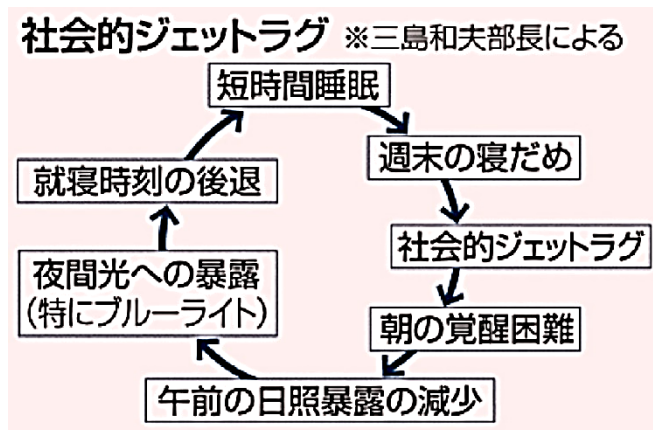 社会的ジェットラグ ※三島和夫部長による
短時間睡眠
週末の寝だめ
社会的ジェットラグ
朝の覚醒困難
午前の日照暴露の減少
夜間光への暴露
(特にブルーライト)
就寝時刻の後退